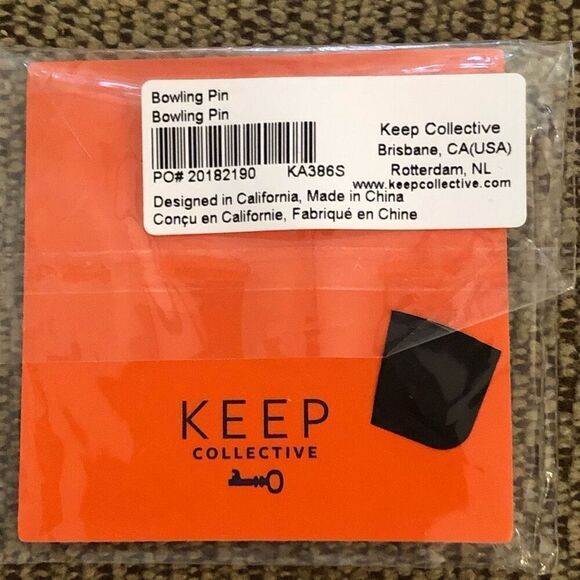 Bowling Pin
Bowling Pin
PO# 20182190 KA386S
Keep Collective
Brisbane, CA(USA)
Rotterdam, NL
www.keepcollective.com
Designed in California, Made in China
Conçu en Californie, Fabriqué en Chine
KEEP
COLLECTIVE